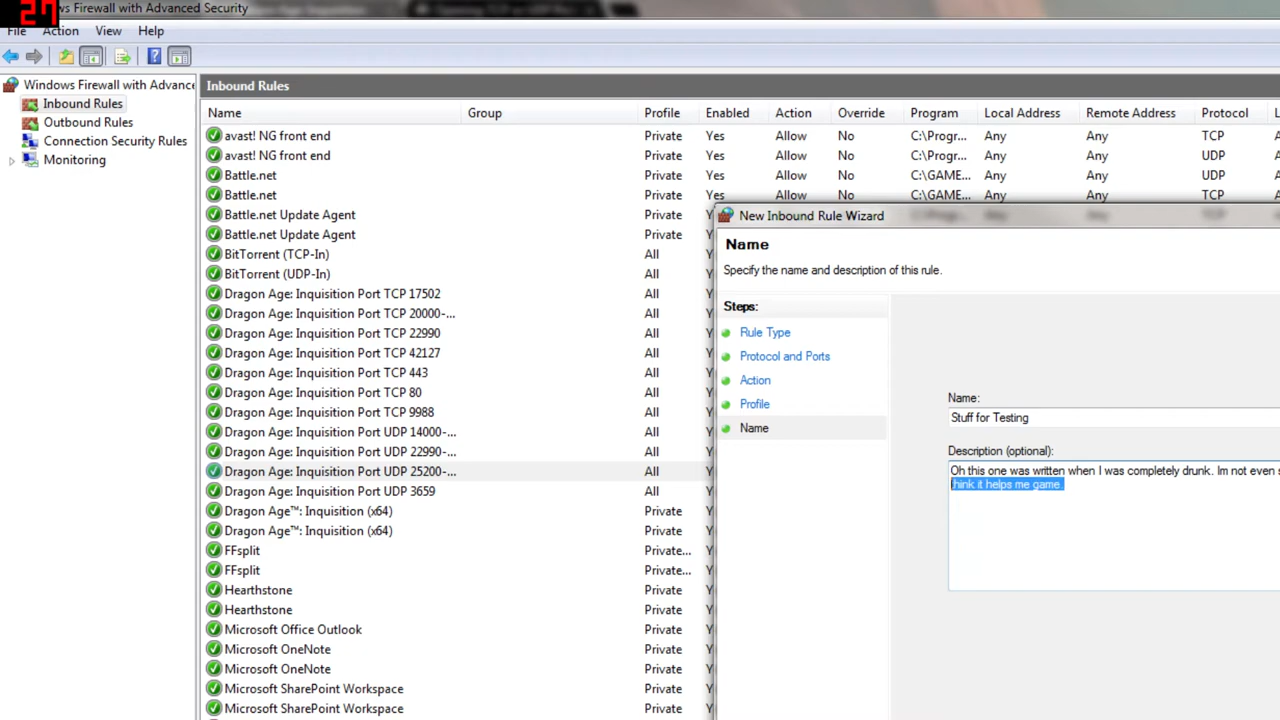 27
ws Firewall with Advanced Security
File Action View Help
Windows Firewall with Advance
Inbound Rules
Outbound Rules
Connection Security Rules
Monitoring
Inbound Rules
Name Group Profile Enabled Action Override Program Local Address Remote Address Protocol L
avast! NG front end Private Yes Allow No C:\Progr... Any Any TCP A
avast! NG front end Private Yes Allow No C:\Progr... Any Any UDP A
Battle.net Private Yes Allow No C:\GAME... Any Any UDP A
Battle.net Private Yes Allow No C:\GAME... Any Any TCP A
Battle.net Update Agent Private Y
Battle.net Update Agent Private Y
BitTorrent (TCP-In) All Y
BitTorrent (UDP-In) All Y
Dragon Age: Inquisition Port TCP 17502 All Y
Dragon Age: Inquisition Port TCP 20000-... All Y
Dragon Age: Inquisition Port TCP 22990 All Y
Dragon Age: Inquisition Port TCP 42127 All Y
Dragon Age: Inquisition Port TCP 443 All Y
Dragon Age: Inquisition Port TCP 80 All Y
Dragon Age: Inquisition Port TCP 9988 All Y
Dragon Age: Inquisition Port UDP 14000-... All Y
Dragon Age: Inquisition Port UDP 22990-... All Y
Dragon Age: Inquisition Port UDP 25200-... All Y
Dragon Age: Inquisition Port UDP 3659 All Y
Dragon Age™: Inquisition (x64) Private Y
Dragon Age™: Inquisition (x64) Private Y
FFsplit Private... Y
FFsplit Private... Y
Hearthstone Private Y
Hearthstone Private Y
Microsoft Office Outlook Private Y
Microsoft OneNote Private Y
Microsoft OneNote Private Y
Microsoft SharePoint Workspace Private Y
Microsoft SharePoint Workspace Private Y
New Inbound Rule Wizard
Name
Specify the name and description of this rule.
Steps:
Rule Type
Protocol and Ports
Action
Profile
Name
Name:
Stuff for Testing
Description (optional):
Oh this one was written when I was completely drunk. Im not even s
think it helps me game.